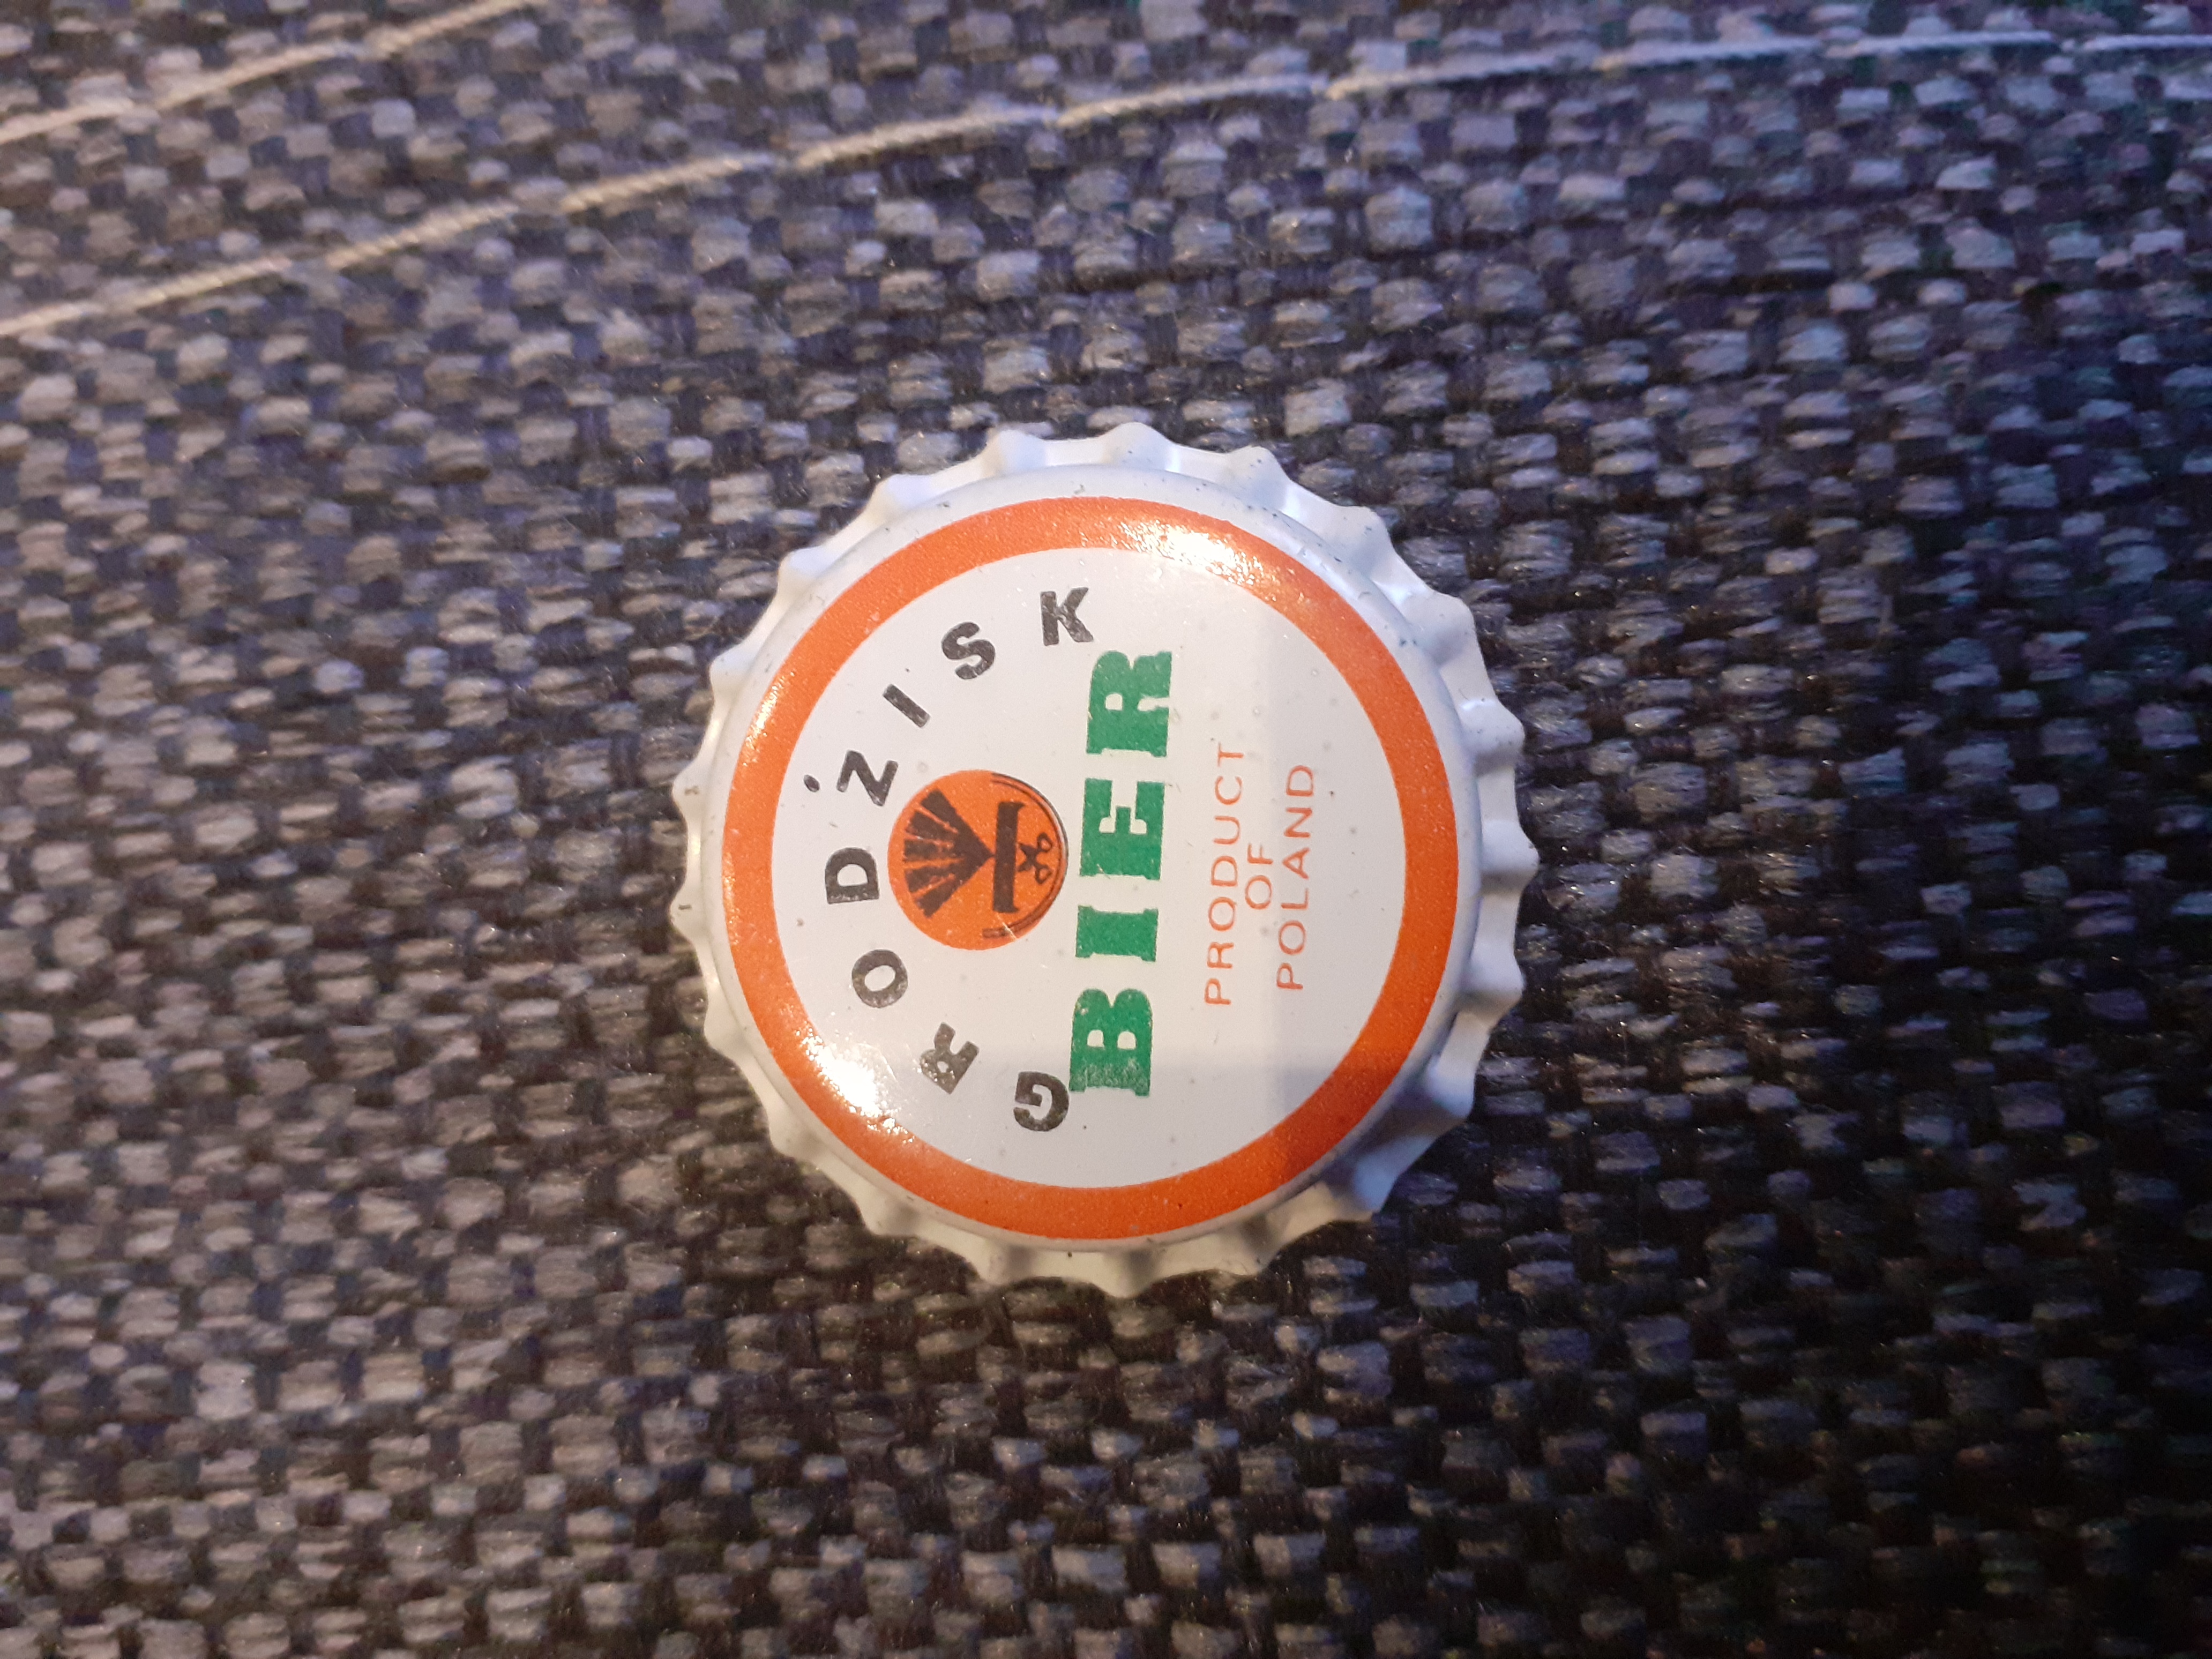 GRODŹISK
BIER
PRODUCT
OF
POLAND